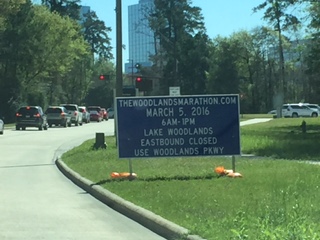 THEWOODLANDSMARATHON.COM
MARCH 5, 2016
6AM-1PM
LAKE WOODLANDS
EASTBOUND CLOSED
USE WOODLANDS PKWY